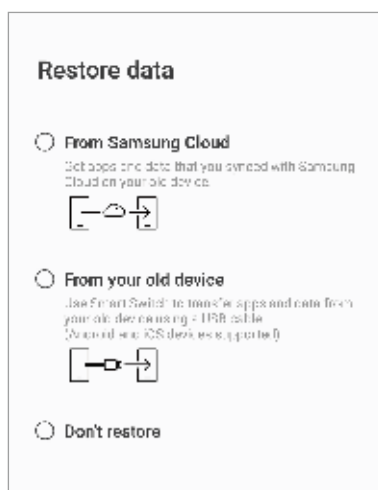 Restore data
From Samsung Cloud
Get apps and data that you synced with Samsung
Cloud on your old device.
From your old device
Use Smart Switch to transfer apps and data from
your old device using a USB cable
(Android and iOS devices supported)
Don't restore